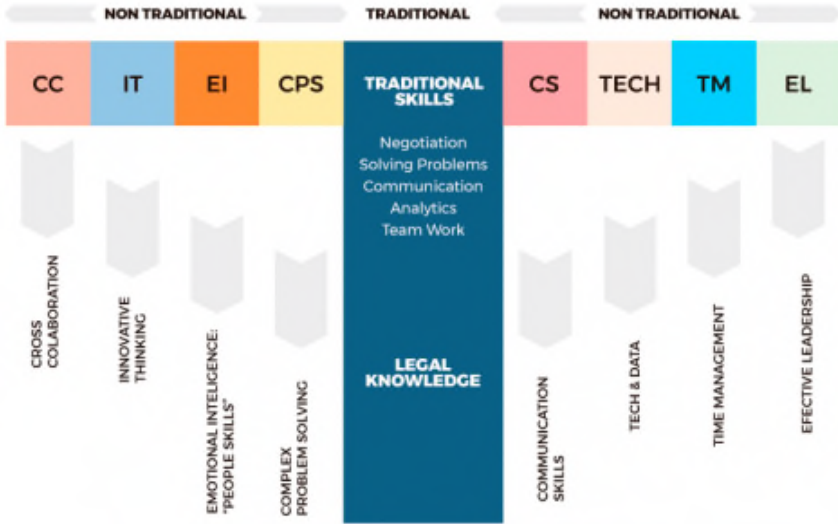 NON TRADITIONAL
TRADITIONAL
NON TRADITIONAL
CC
IT
EI
CPS
TRADITIONAL
SKILLS
CS
TECH
TM
EL
Negotiation
Solving Problems
Communication
Analytics
Team Work
LEGAL
KNOWLEDGE
CROSS
COLABORATION
INNOVATIVE
THINKING
EMOTIONAL INTELIGENCE:
"PEOPLE SKILLS"
COMPLEX
PROBLEM SOLVING
COMMUNICATION
SKILLS
TECH & DATA
TIME MANAGEMENT
EFECTIVE LEADERSHIP